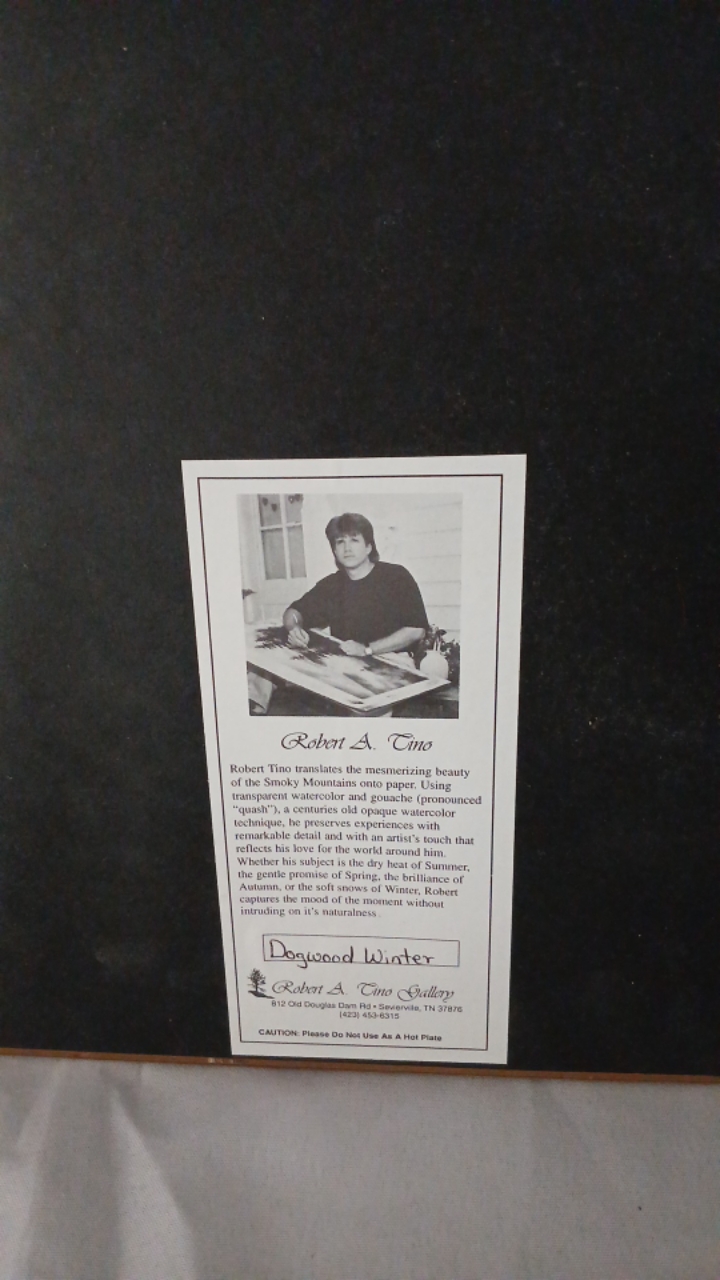 Robert A. Tino
Robert Tino translates the mesmerizing beauty
of the Smoky Mountains onto paper. Using
transparent watercolor and gouache (pronounced
"quash"), a centuries old opaque watercolor
technique, he preserves experiences with
remarkable detail and with an artist's touch that
reflects his love for the world around him.
Whether his subject is the dry heat of Summer,
the gentle promise of Spring, the brilliance of
Autumn, or the soft snows of Winter, Robert
captures the mood of the moment without
intruding on it's naturalness.
Dogwood Winter
Robert A. Tino Gallery
812 Old Douglas Dam Rd • Sevierville, TN 37876
(423) 453-6315
CAUTION: Please Do Not Use As A Hot Plate